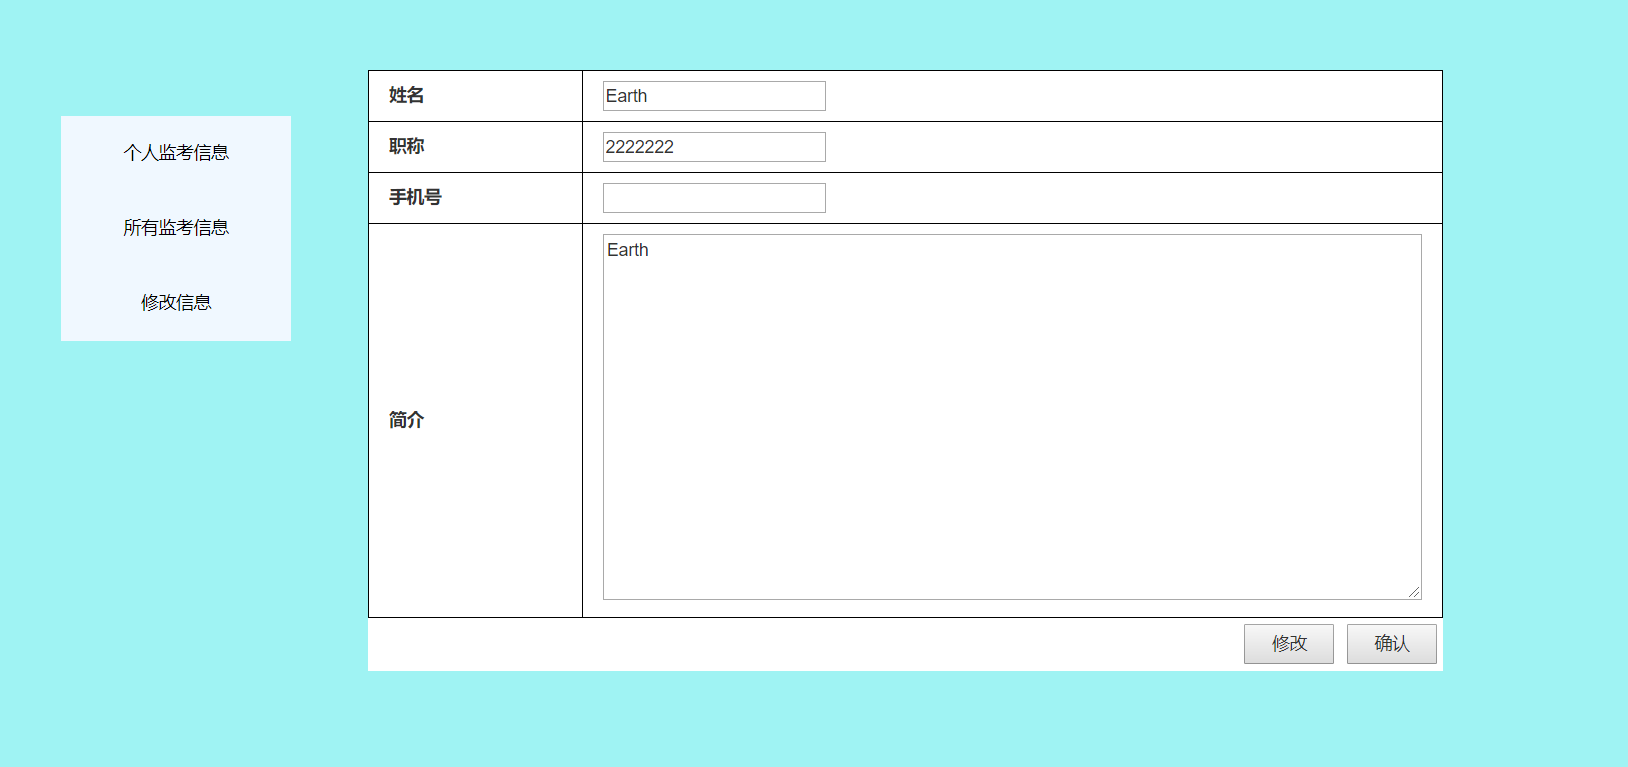 个人监考信息
所有监考信息
修改信息
姓名 Earth
职称 2222222
手机号
简介 Earth
修改 确认